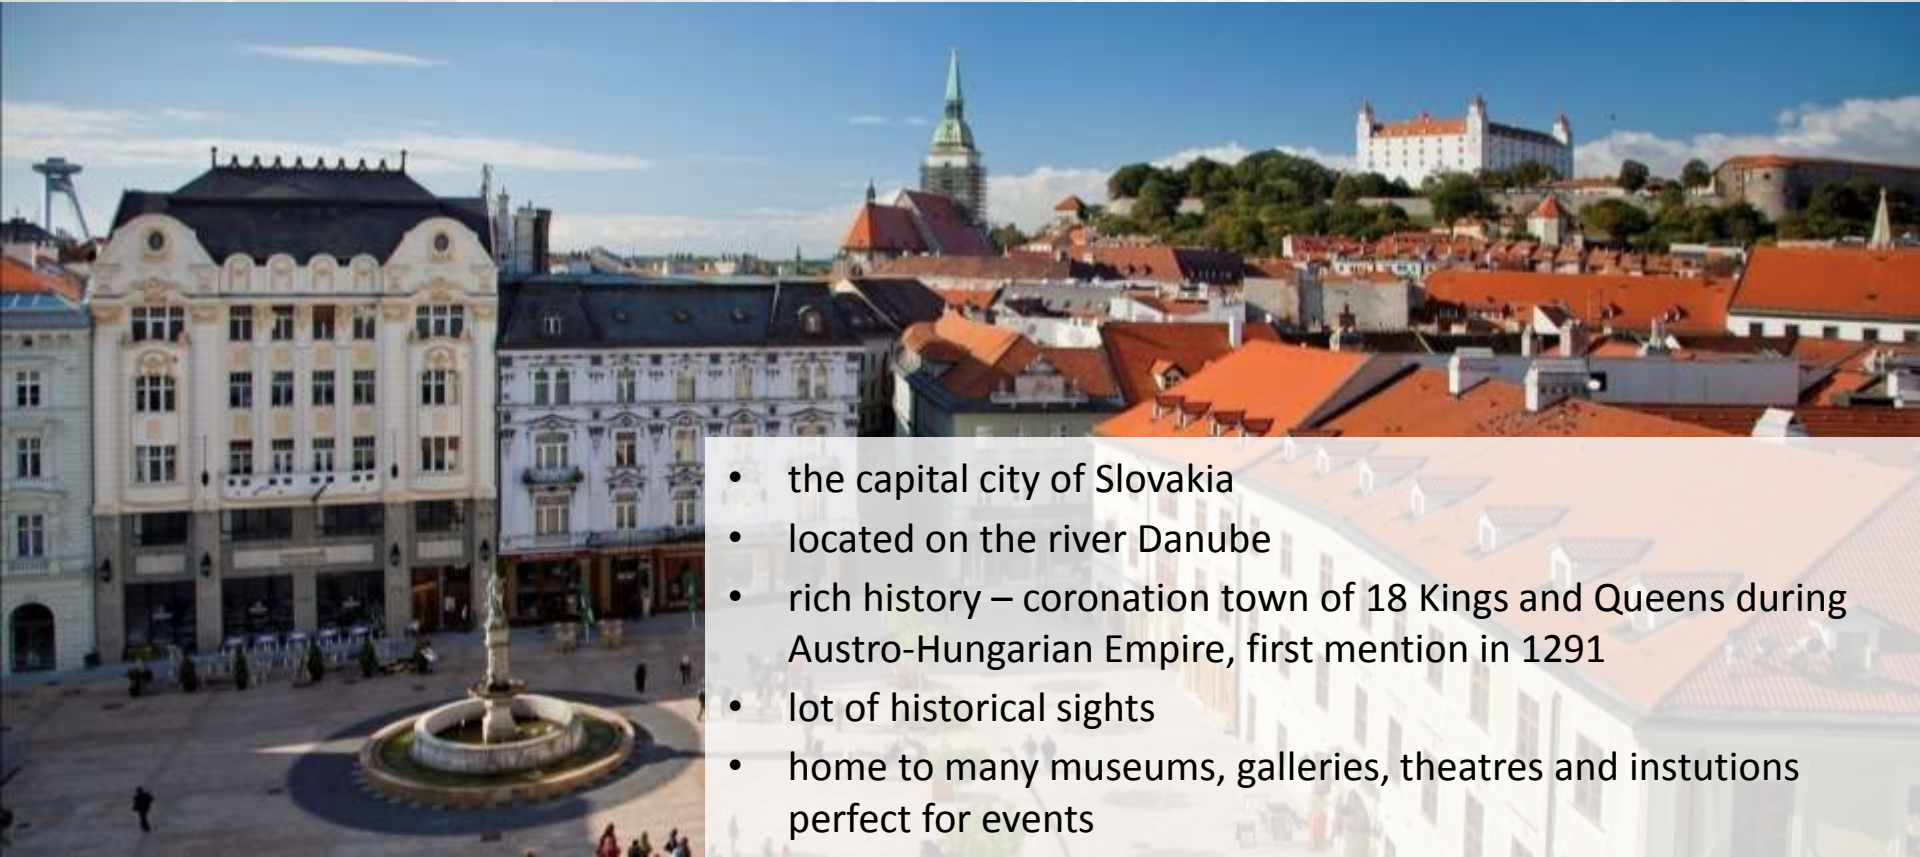 • the capital city of Slovakia
• located on the river Danube
• rich history – coronation town of 18 Kings and Queens during
Austro-Hungarian Empire, first mention in 1291
• lot of historical sights
• home to many museums, galleries, theatres and instutions
perfect for events